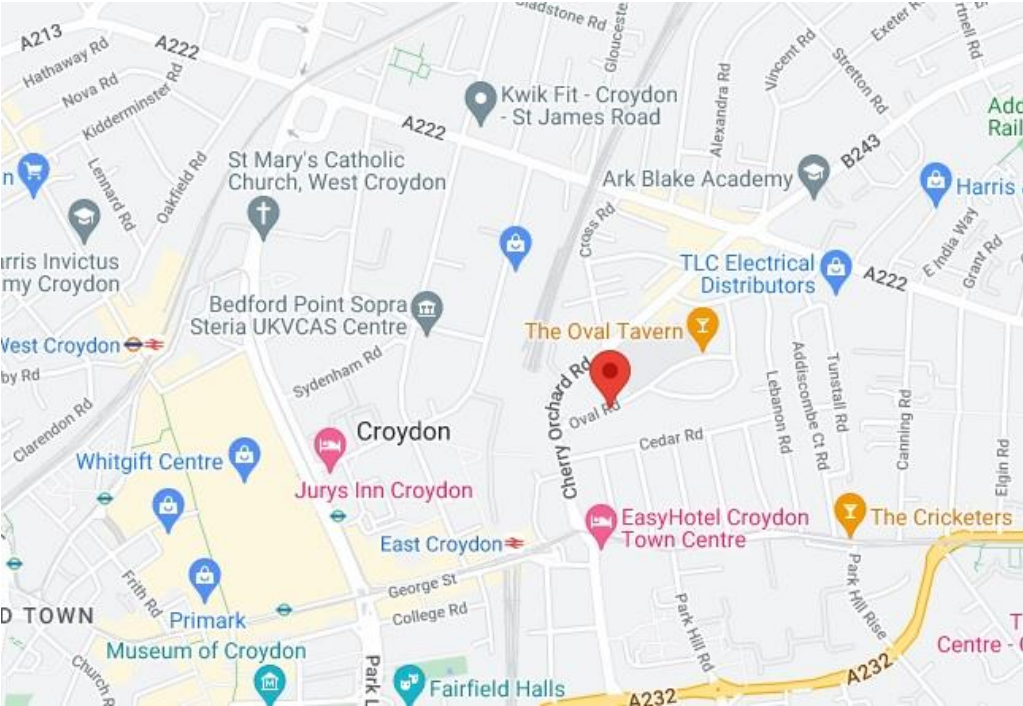 A213
Hathaway Rd
A222
Nova Rd
Kidderminster Rd
Lennard Rd
Oakfield Rd
Gladstone Rd
Glouceste
Kwik Fit - Croydon
- St James Road
A222
Alexandra Rd
Vincent Rd
Stretton Rd
Exeter R
rtnell Rd
Add
Rail
B243
Ark Blake Academy
Harris
St Mary's Catholic
Church, West Croydon
n
arris Invictus
my Croydon
Cross Rd
E India Way
Grant Rd
TLC Electrical
Distributors
A222
Bedford Point Sopra
Steria UKVCAS Centre
The Oval Tavern
West Croydon
by Rd
Sydenham Rd
Clarendon Rd
Cherry Orchard Rd
Oval Rd
Cedar Rd
Lebanon Rd
Addiscombe Ct Rd
Tunstall Rd
Canning Rd
Elgin Rd
Croydon
Whitgift Centre
Jurys Inn Croydon
EasyHotel Croydon
Town Centre
The Cricketers
East Croydon
George St
College Rd
Frith Rd
Primark
D TOWN
Museum of Croydon
Church R
Park L
Fairfield Halls
Park Hill Rd
Park Hill Rise
A232
A232
T
Centre -